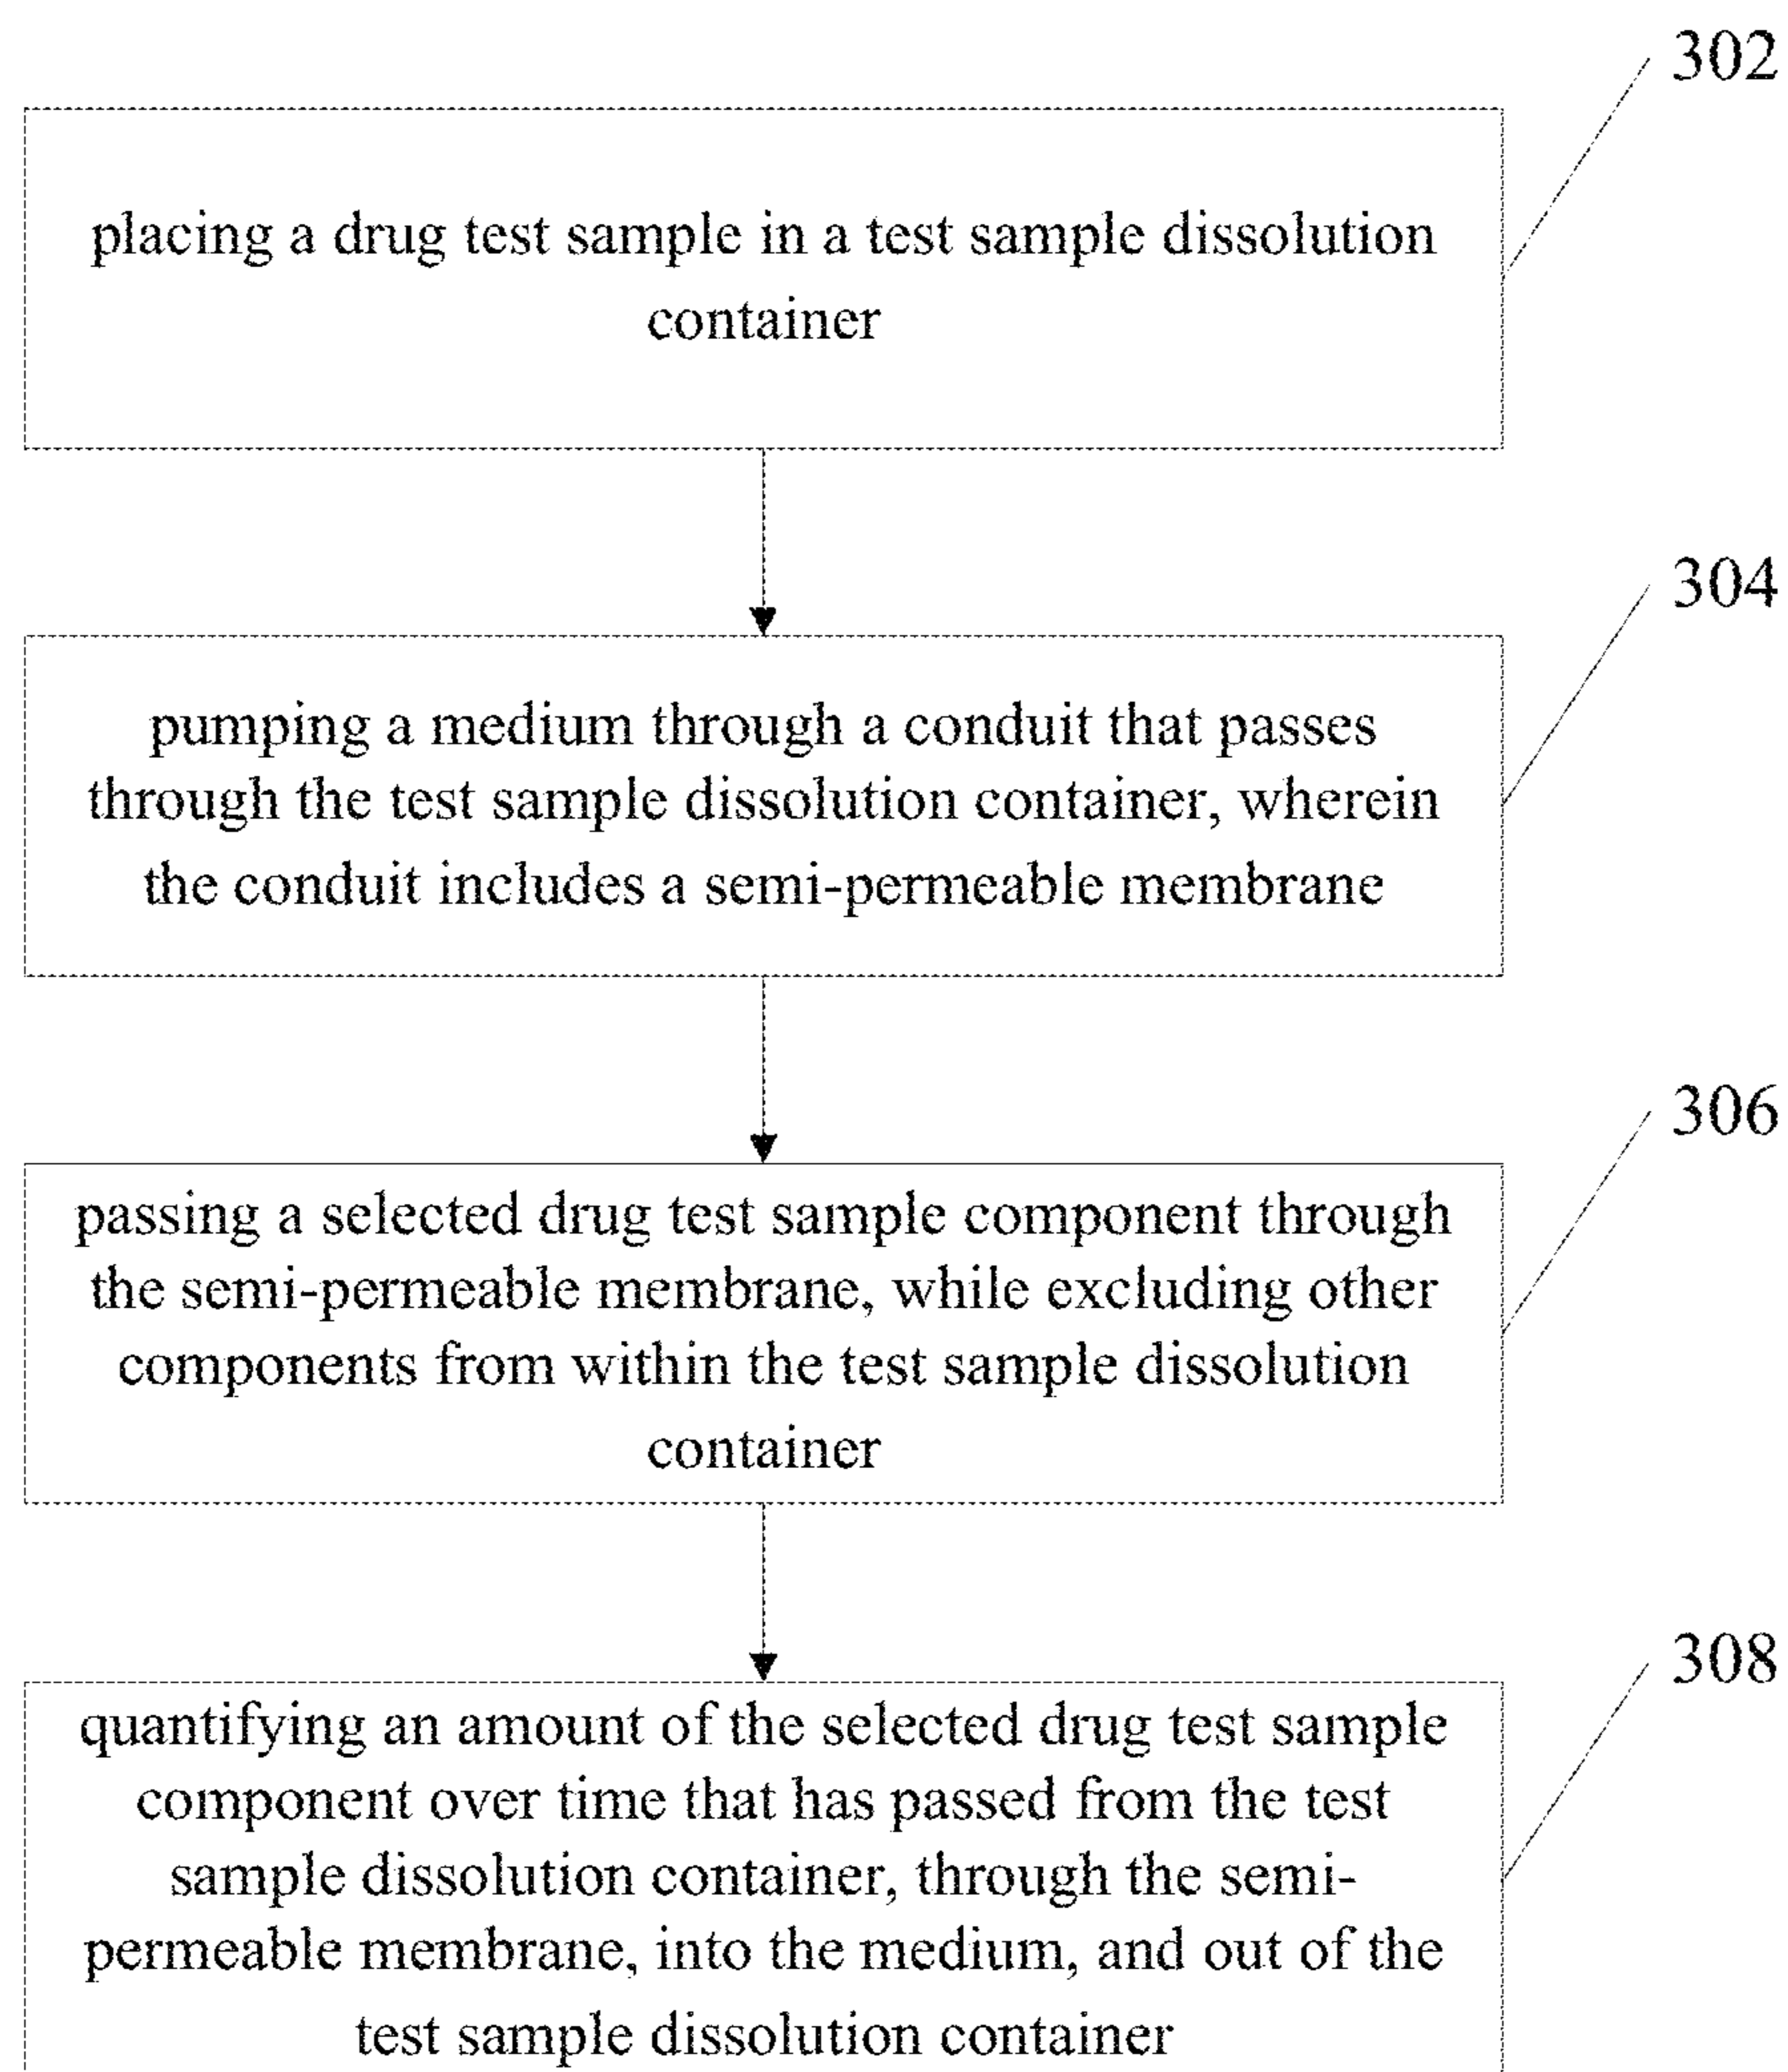 302
placing a drug test sample in a test sample dissolution
container
304
pumping a medium through a conduit that passes
through the test sample dissolution container, wherein
the conduit includes a semi-permeable membrane
306
passing a selected drug test sample component through
the semi-permeable membrane, while excluding other
components from within the test sample dissolution
container
308
quantifying an amount of the selected drug test sample
component over time that has passed from the test
sample dissolution container, through the semi-
permeable membrane, into the medium, and out of the
test sample dissolution container